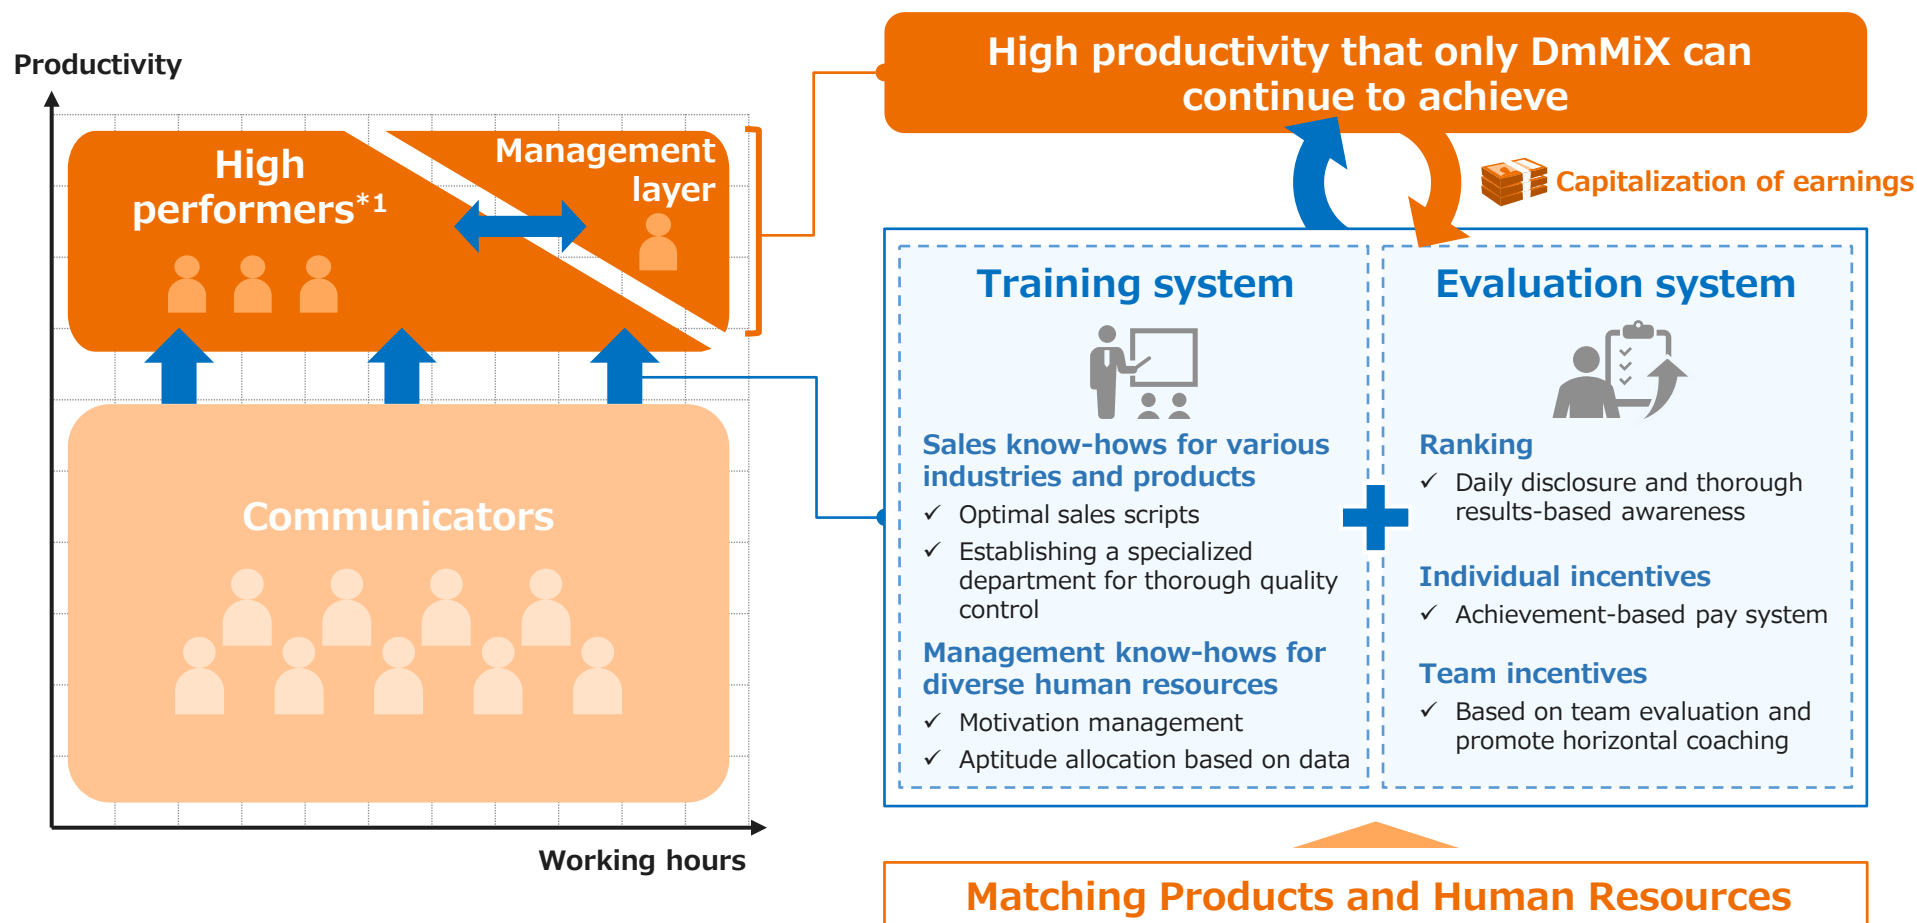 Productivity
High
performers*1
Management
layer
Communicators
Working hours
High productivity that only DmMiX can
continue to achieve
Capitalization of earnings
Training system
Sales know-hows for various
industries and products
✓ Optimal sales scripts
✓ Establishing a specialized
department for thorough quality
control
Management know-hows for
diverse human resources
✓ Motivation management
✓ Aptitude allocation based on data
Evaluation system
Ranking
✓ Daily disclosure and thorough
results-based awareness
Individual incentives
✓ Achievement-based pay system
Team incentives
✓ Based on team evaluation and
promote horizontal coaching
Matching Products and Human Resources